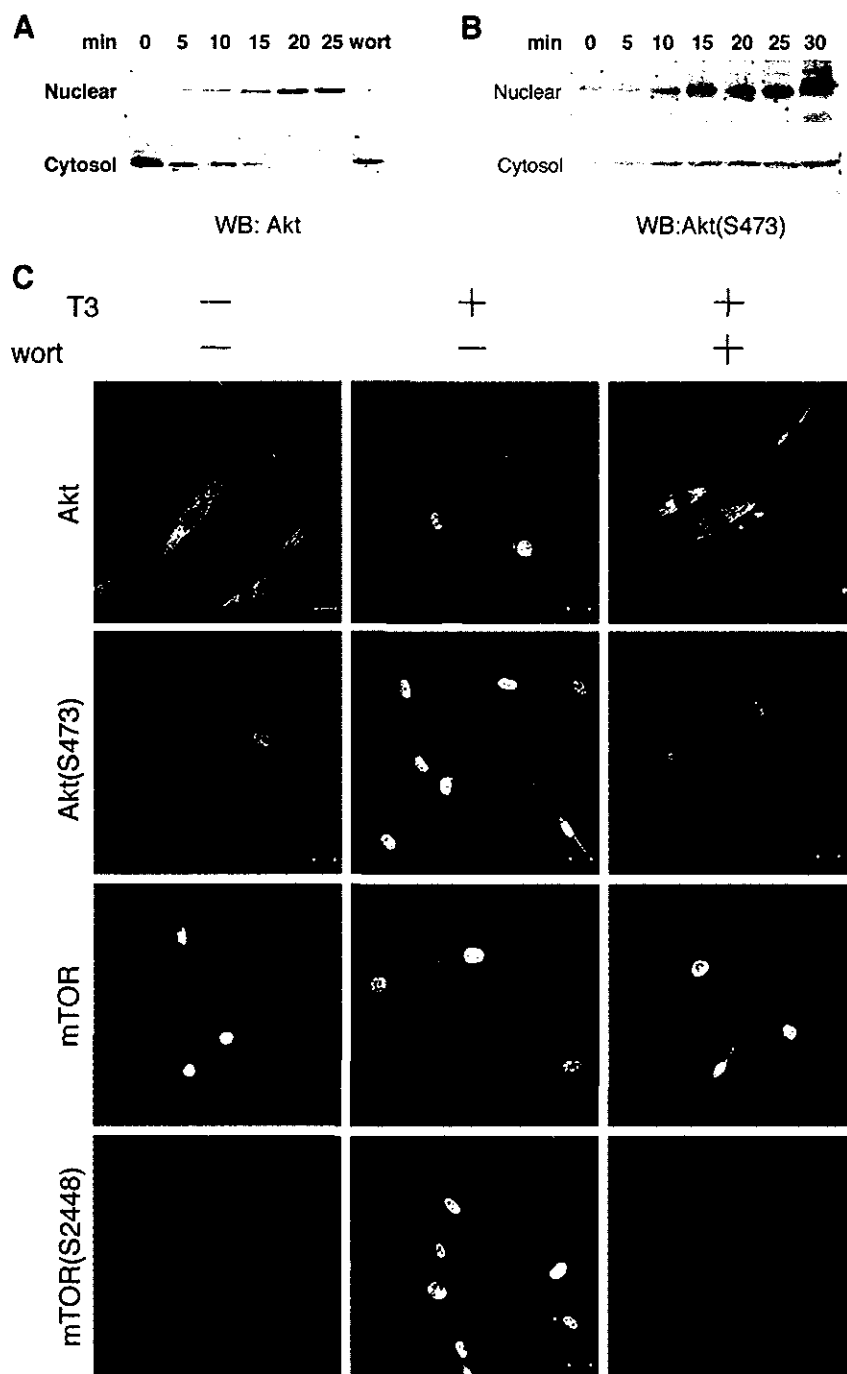 A
min 0 5 10 15 20 25 wort
Nuclear
Cytosol
WB: Akt
B
min 0 5 10 15 20 25 30
Nuclear
Cytosol
WB:Akt(S473)
C
T3 — + +
wort — — +
Akt
Akt(S473)
mTOR
mTOR(S2448)